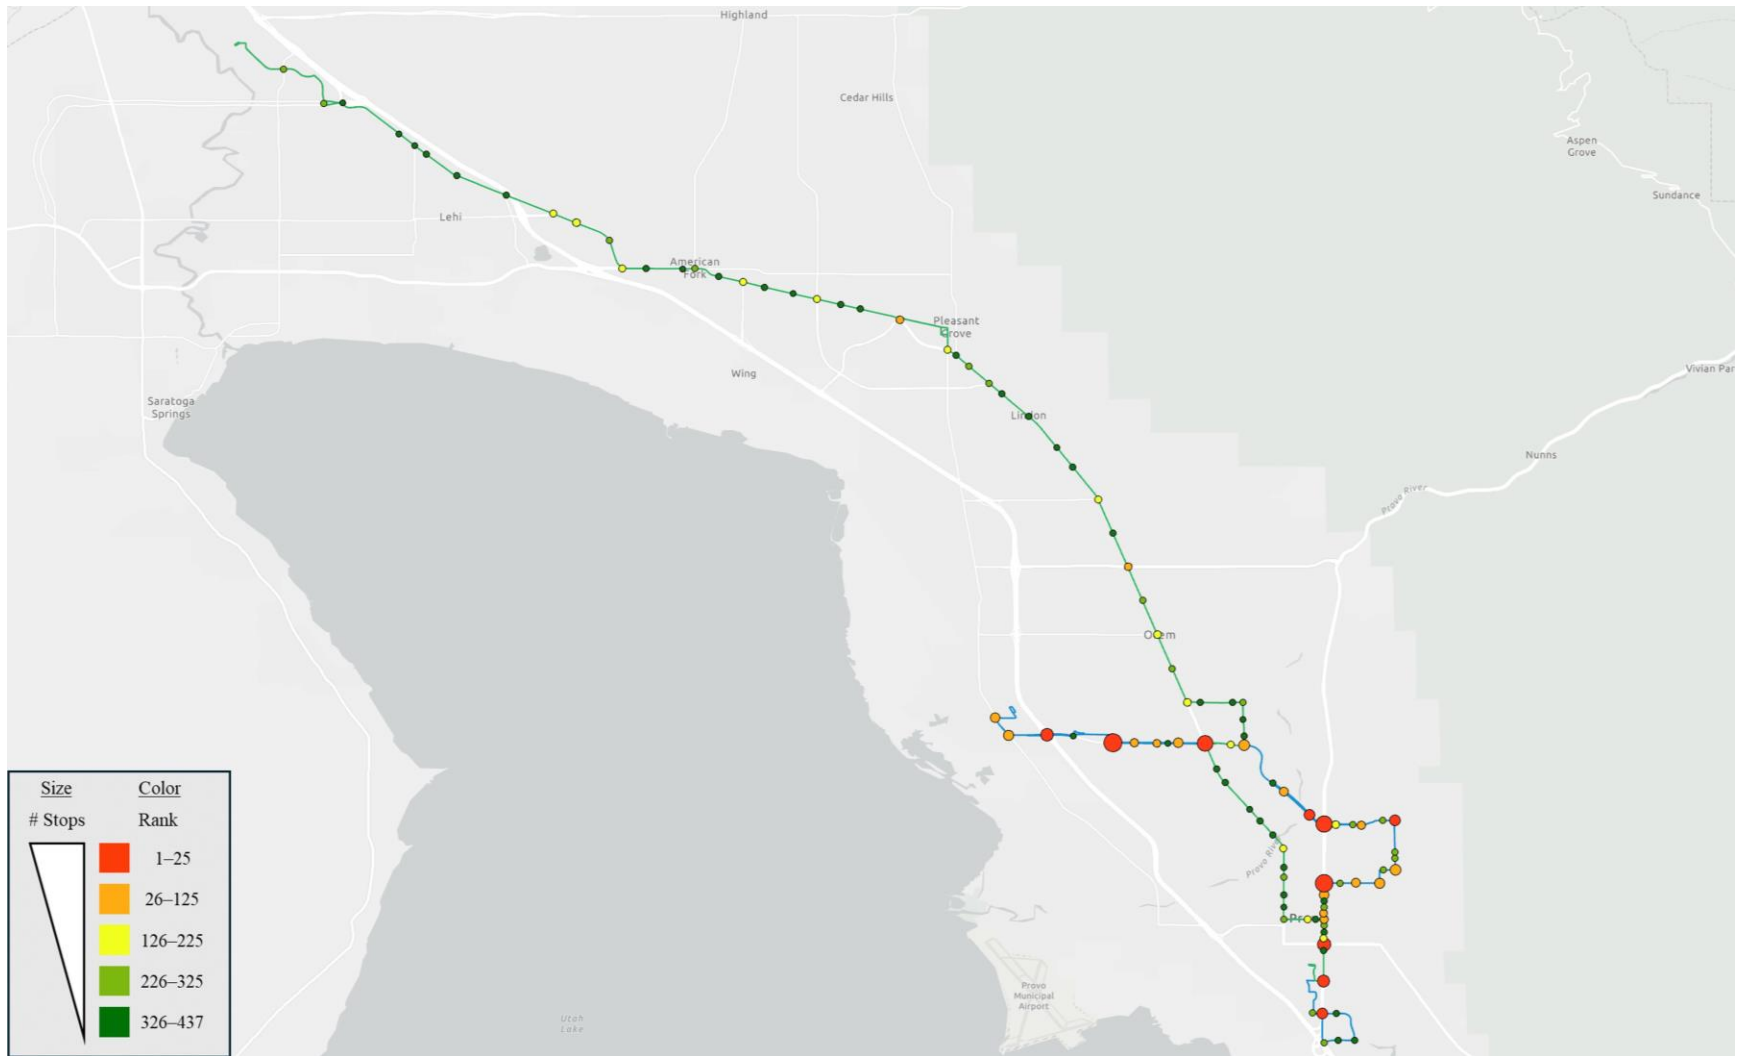 Highland
Cedar Hills
Aspen
Grove
Sundance
Lehi
American
Fork
Pleasant
Grove
Vivian Par
Wing
Saratoga
Springs
Lindon
Nunns
Provo River
Orem
Provo River
Pr
Provo
Municipal
Airport
Utah
Lake
Size Color
# Stops Rank
1–25
26–125
126–225
226–325
326–437